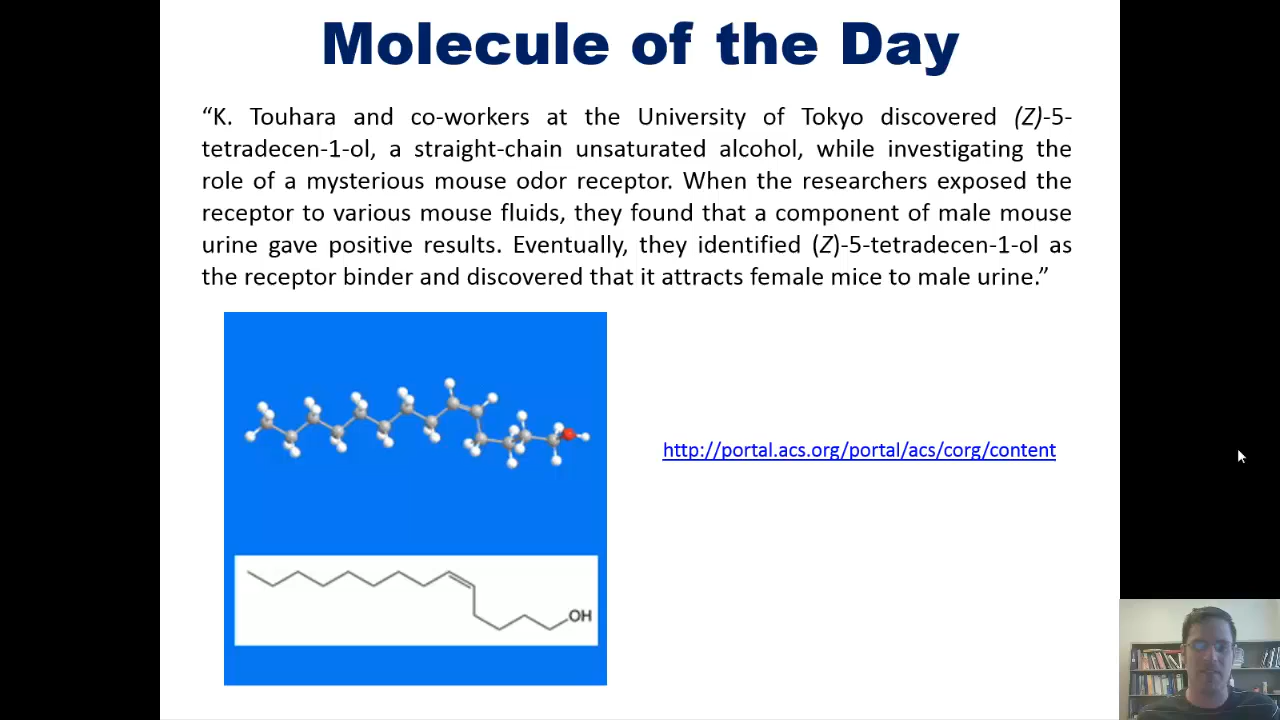 Molecule of the Day
“K. Touhara and co-workers at the University of Tokyo discovered (Z)-5-
tetradecen-1-ol, a straight-chain unsaturated alcohol, while investigating the
role of a mysterious mouse odor receptor. When the researchers exposed the
receptor to various mouse fluids, they found that a component of male mouse
urine gave positive results. Eventually, they identified (Z)-5-tetradecen-1-ol as
the receptor binder and discovered that it attracts female mice to male urine.”
http://portal.acs.org/portal/acs/corg/content
OH